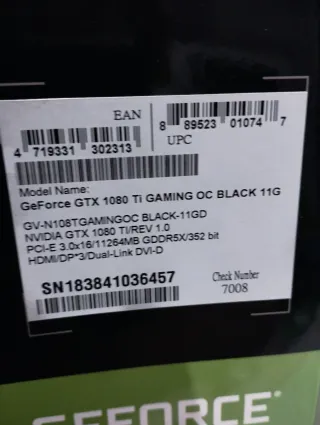 EAN
4 719331 302313
8 89523 01074 7
UPC
Model Name:
GeForce GTX 1080 Ti GAMING OC BLACK 11G
GV-N108TGAMINGOC BLACK-11GD
NVIDIA GTX 1080 TI/REV 1.0
PCI-E 3.0x16/11264MB GDDR5X/352 bit
HDMI/DP*3/Dual-Link DVI-D
SN183841036457
Check Number
7008
GEFORCE